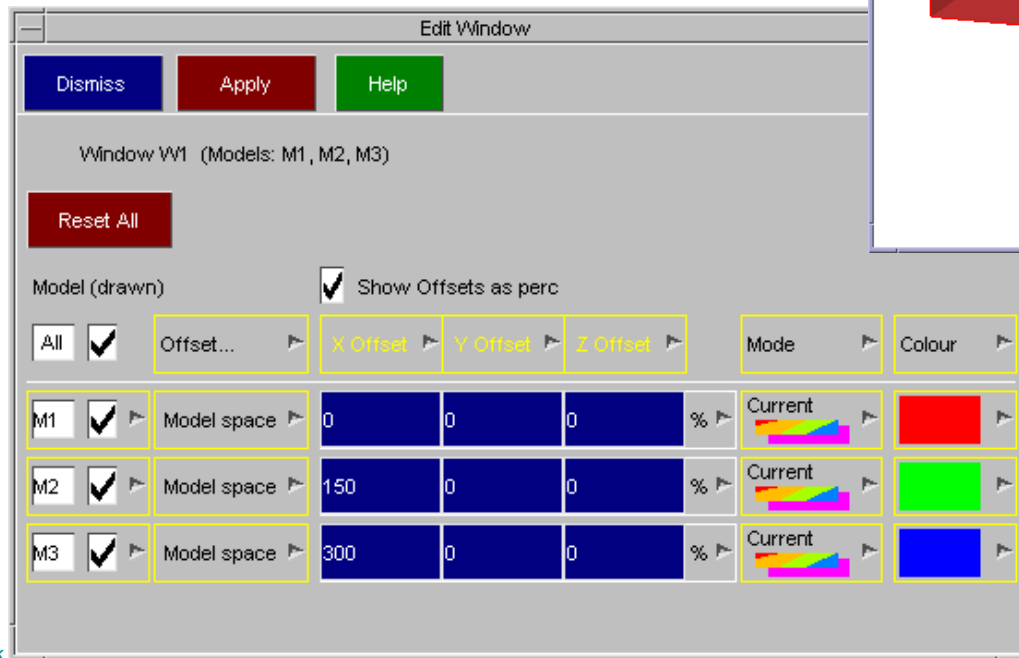 Edit Window
Dismiss Apply Help
Window W1 (Models: M1, M2, M3)
Reset All
Model (drawn) Show Offsets as perc
All Offset... X Offset Y Offset Z Offset Mode Colour
M1 Model space 0 0 0 % Current
M2 Model space 150 0 0 % Current
M3 Model space 300 0 0 % Current